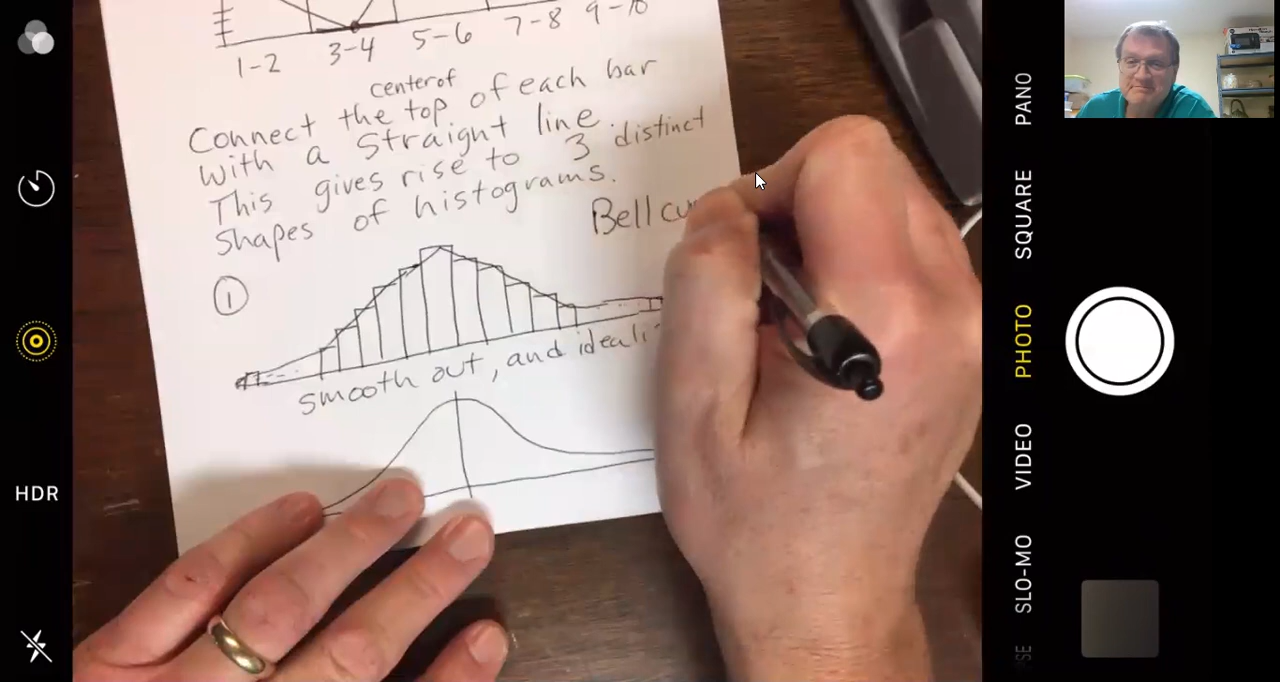 1-2 3-4 5-6 7-8 9-10
center of
Connect the top of each bar
with a straight line
This gives rise to 3 distinct
shapes of histograms.
Bell cu
①
smooth out, and ideali
HDR
PANO
SQUARE
PHOTO
VIDEO
SLO-MO